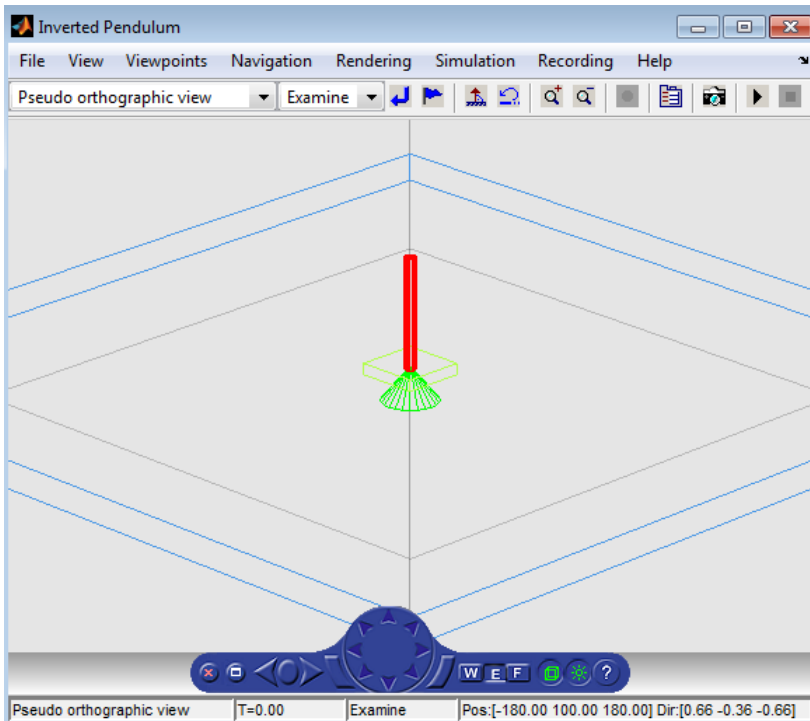 Inverted Pendulum
File View Viewpoints Navigation Rendering Simulation Recording Help
Pseudo orthographic view Examine
W E F ?
Pseudo orthographic view T=0.00 Examine Pos:[-180.00 100.00 180.00] Dir:[0.66 -0.36 -0.66]